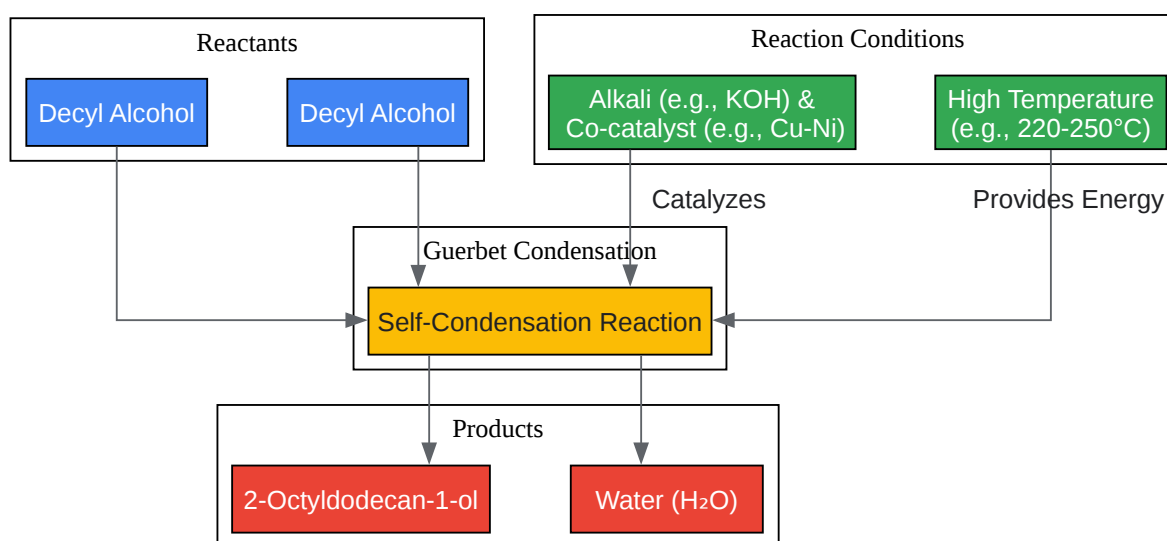 Reactants
Reaction Conditions
Decyl Alcohol
Decyl Alcohol
Alkali (e.g., KOH) &
Co-catalyst (e.g., Cu-Ni)
High Temperature
(e.g., 220-250°C)
Catalyzes
Provides Energy
Guerbet Condensation
Self-Condensation Reaction
Products
2-Octyldodecan-1-ol
Water (H₂O)